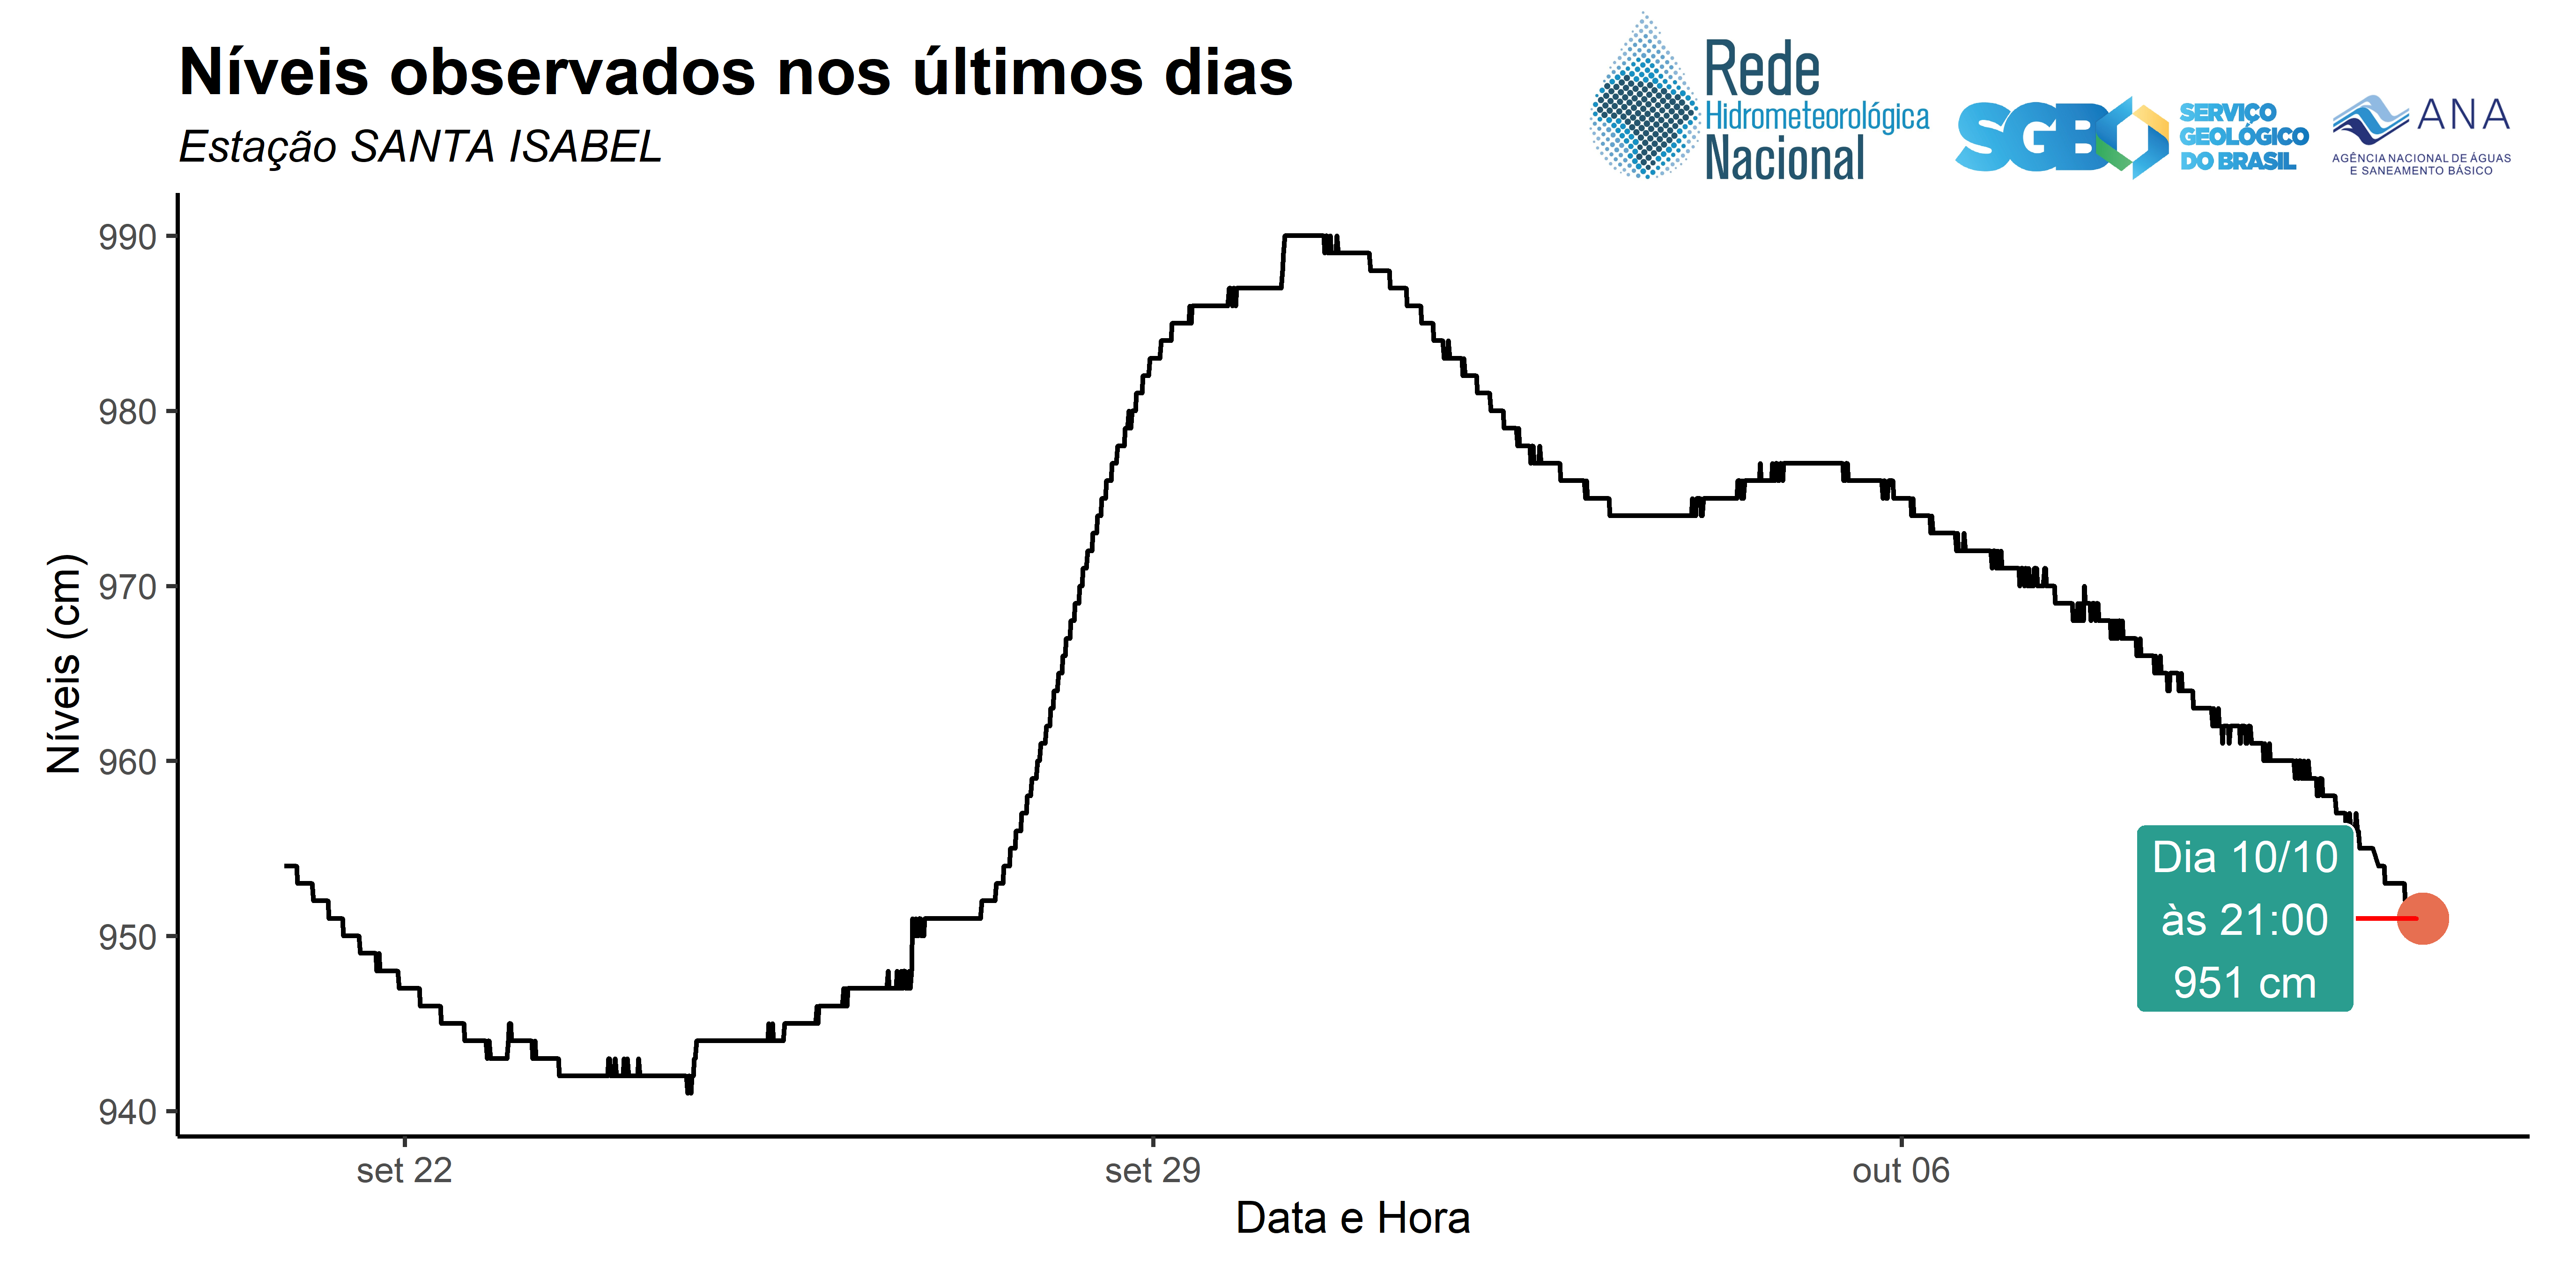 Níveis observados nos últimos dias
Estação SANTA ISABEL
Rede
Hidrometeorológica
Nacional
SGB
SERVIÇO
GEOLÓGICO
DO BRASIL
ANA
AGÊNCIA NACIONAL DE ÁGUAS
E SANEAMENTO BÁSICO
Níveis (cm)
990
980
970
960
950
940
Dia 10/10
às 21:00
951 cm
set 22
set 29
out 06
Data e Hora